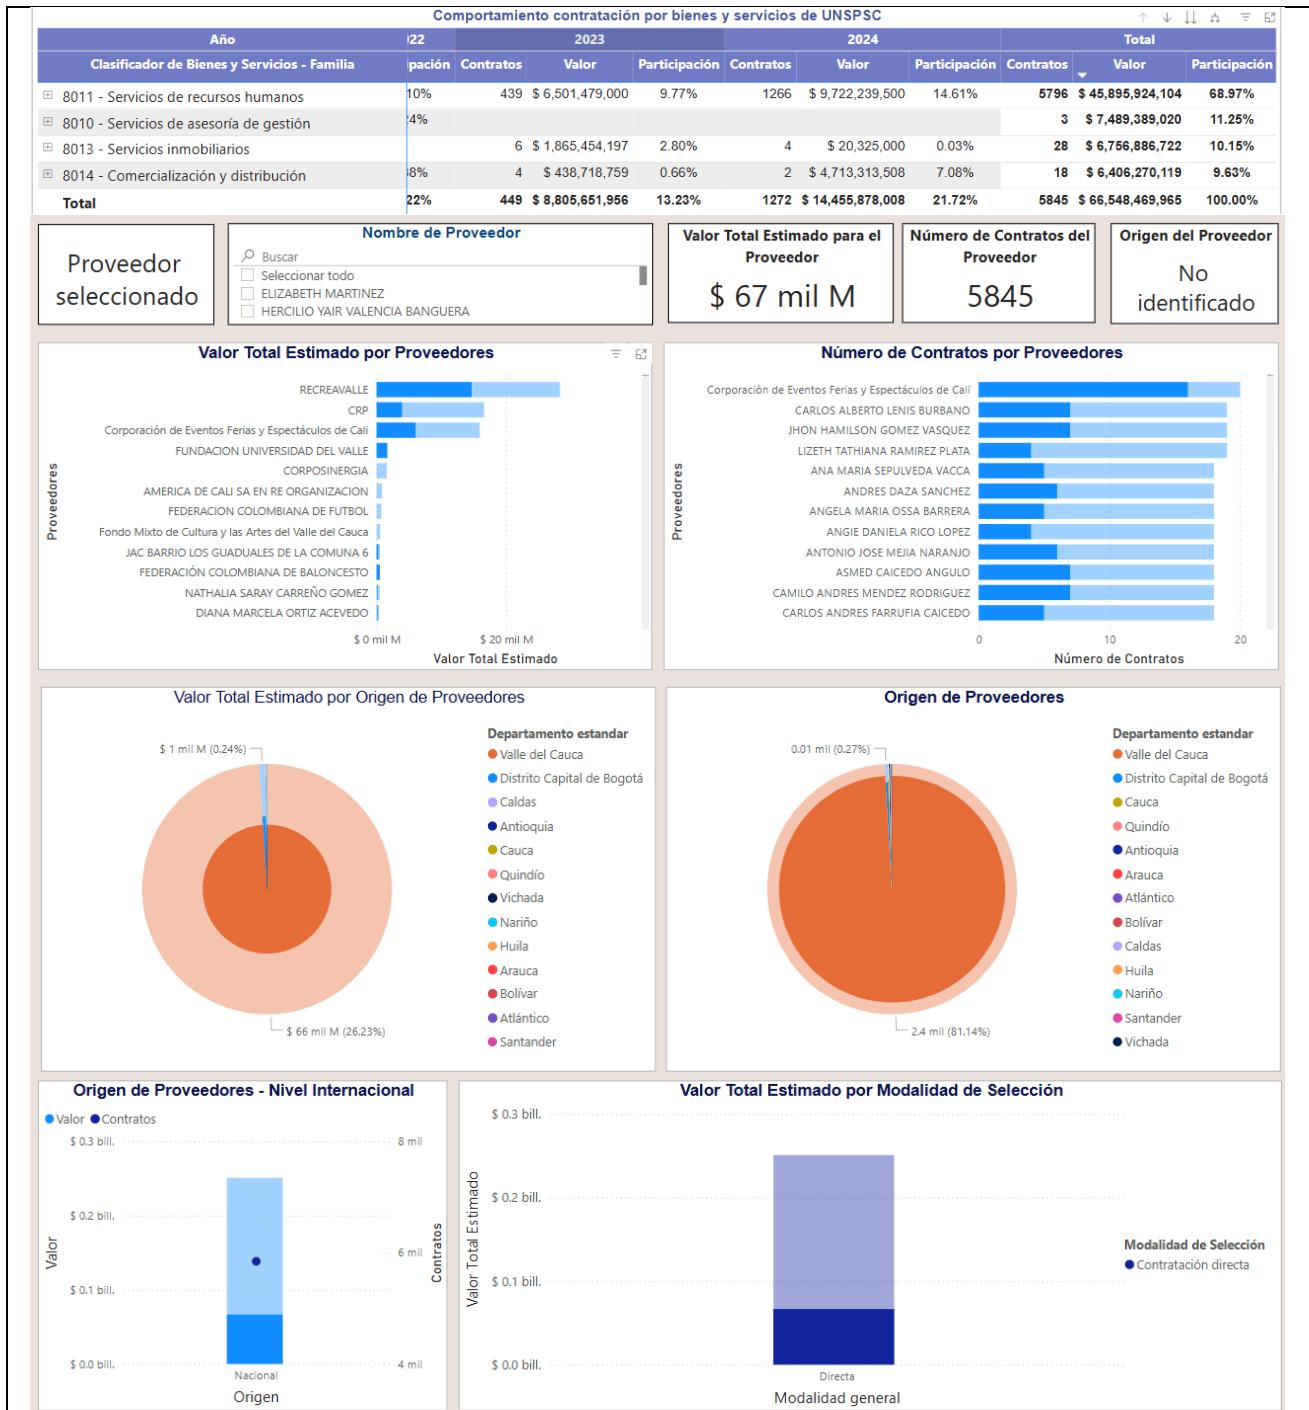 Comportamiento contratación por bienes y servicios de UNSPSC
Año 2023 2024 Total
Clasificador de Bienes y Servicios - Familia Contratos Valor Participación Contratos Valor Participación Contratos Valor Participación
8011 - Servicios de recursos humanos 10% 439 $ 6,501,479,000 9.77% 1266 $ 9,722,239,500 14.61% 5796 $ 45,895,924,104 68.97%
8010 - Servicios de asesoría de gestión 4% 3 $ 7,489,389,020 11.25%
8013 - Servicios inmobiliarios 6 $ 1,865,454,197 2.80% 4 $ 20,325,000 0.03% 28 $ 6,756,886,722 10.15%
8014 - Comercialización y distribución 8% 4 $ 438,718,759 0.66% 2 $ 4,713,313,508 7.08% 18 $ 6,406,270,119 9.63%
Total 22% 449 $ 8,805,651,956 13.23% 1272 $ 14,455,878,008 21.72% 5845 $ 66,548,469,965 100.00%
Proveedor
seleccionado
Nombre de Proveedor
Buscar
Seleccionar todo
ELIZABETH MARTINEZ
HERCILIO YAIR VALENCIA BANGUERA
Valor Total Estimado para el
Proveedor
$ 67 mil M
Número de Contratos del
Proveedor
5845
Origen del Proveedor
No
identificado
Valor Total Estimado por Proveedores
Proveedores
RECREAVALLE
CRP
Corporación de Eventos Ferias y Espectáculos de Cali
FUNDACION UNIVERSIDAD DEL VALLE
CORPOSINERGIA
AMERICA DE CALI SA EN RE ORGANIZACION
FEDERACION COLOMBIANA DE FUTBOL
Fondo Mixto de Cultura y las Artes del Valle del Cauca
JAC BARRIO LOS GUADUALES DE LA COMUNA 6
FEDERACIÓN COLOMBIANA DE BALONCESTO
NATHALIA SARAY CARREÑO GOMEZ
DIANA MARCELA ORTIZ ACEVEDO
$ 0 mil M $ 20 mil M
Valor Total Estimado
Número de Contratos por Proveedores
Proveedores
Corporación de Eventos Ferias y Espectáculos de Cali
CARLOS ALBERTO LENIS BURBANO
JHON HAMILSON GOMEZ VASQUEZ
LIZETH TATHIANA RAMIREZ PLATA
ANA MARIA SEPULVEDA VACCA
ANDRES DAZA SANCHEZ
ANGELA MARIA OSSA BARRERA
ANGIE DANIELA RICO LOPEZ
ANTONIO JOSE MEJIA NARANJO
ASMED CAICEDO ANGULO
CAMILO ANDRES MENDEZ RODRIGUEZ
CARLOS ANDRES FARRUFIA CAICEDO
0 10 20
Número de Contratos
Valor Total Estimado por Origen de Proveedores
$ 1 mil M (0.24%)
$ 66 mil M (26.23%)
Departamento estandar
Valle del Cauca
Distrito Capital de Bogotá
Caldas
Antioquia
Cauca
Quindío
Vichada
Nariño
Huila
Arauca
Bolívar
Atlántico
Santander
Origen de Proveedores
0.01 mil (0.27%)
2.4 mil (81.14%)
Departamento estandar
Valle del Cauca
Distrito Capital de Bogotá
Cauca
Quindío
Antioquia
Arauca
Atlántico
Bolívar
Caldas
Huila
Nariño
Santander
Vichada
Origen de Proveedores - Nivel Internacional
Valor Contratos
$ 0.3 bill. 8 mil
$ 0.2 bill.
6 mil
$ 0.1 bill.
$ 0.0 bill. 4 mil
Valor
Contratos
Nacional
Origen
Valor Total Estimado por Modalidad de Selección
$ 0.3 bill.
$ 0.2 bill.
$ 0.1 bill.
$ 0.0 bill.
Valor Total Estimado
Directa
Modalidad general
Modalidad de Selección
Contratación directa